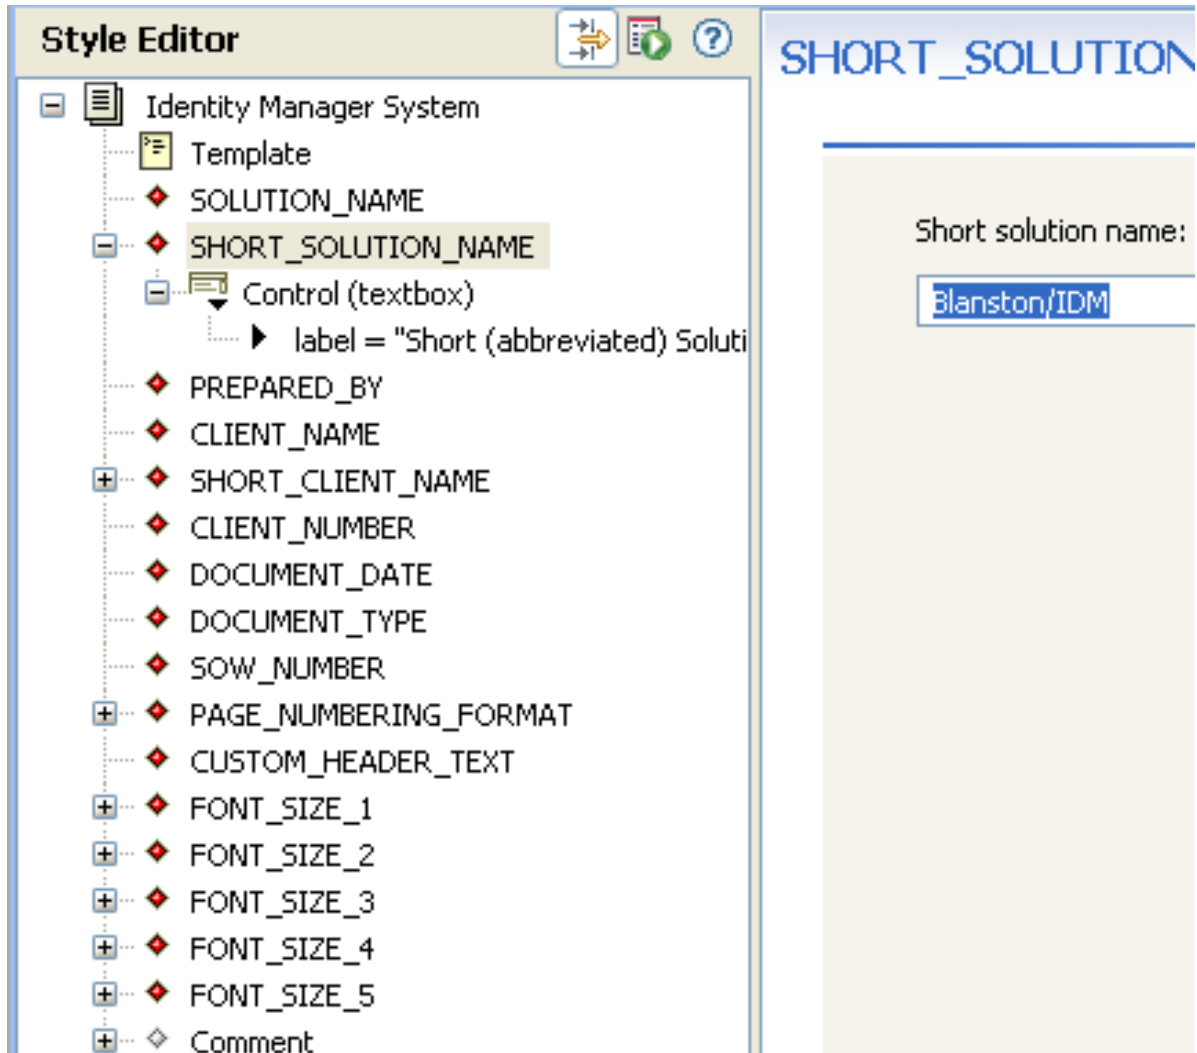 Style Editor
Identity Manager System
Template
SOLUTION_NAME
SHORT_SOLUTION_NAME
Control (textbox)
label = "Short (abbreviated) Soluti
PREPARED_BY
CLIENT_NAME
SHORT_CLIENT_NAME
CLIENT_NUMBER
DOCUMENT_DATE
DOCUMENT_TYPE
SOW_NUMBER
PAGE_NUMBERING_FORMAT
CUSTOM_HEADER_TEXT
FONT_SIZE_1
FONT_SIZE_2
FONT_SIZE_3
FONT_SIZE_4
FONT_SIZE_5
Comment
SHORT_SOLUTION
Short solution name:
Blanston/IDM